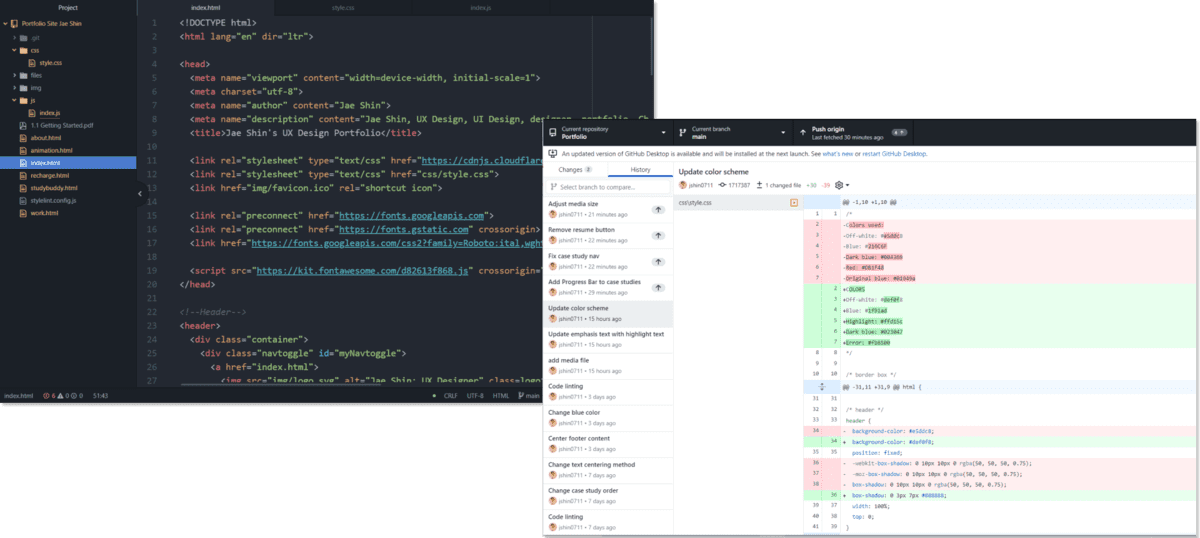 Project
Portfolio Site Jae Shin
.git
css
style.css
files
img
js
index.js
1.1 Getting Started.pdf
about.html
animation.html
index.html
recharge.html
studybuddy.html
stylelint.config.js
work.html
index.html style.css index.js
1 <!DOCTYPE html>
2 <html lang="en" dir="ltr">
3
4 <head>
5 <meta name="viewport" content="width=device-width, initial-scale=1">
6 <meta charset="utf-8">
7 <meta name="author" content="Jae Shin">
8 <meta name="description" content="Jae Shin, UX Design, UI Design, designer, portfolio, Ch
9 <title>Jae Shin's UX Design Portfolio</title>
10
11 <link rel="stylesheet" type="text/css" href="https://cdnjs.cloudflar
12 <link rel="stylesheet" type="text/css" href="css/style.css">
13 <link href="img/favicon.ico" rel="shortcut icon">
14
15 <link rel="preconnect" href="https://fonts.googleapis.com">
16 <link rel="preconnect" href="https://fonts.gstatic.com" crossorigin>
17 <link href="https://fonts.googleapis.com/css2?family=Roboto:ital,wght
18
19 <script src="https://kit.fontawesome.com/d82613f868.js" crossorigin="
20 </head>
21
22 <!--Header-->
23 <header>
24 <div class="container">
25 <div class="navtoggle" id="myNavtoggle">
26 <a href="index.html">
27 <img src="img/logo.svg" alt="Jae Shin: UX Designer" class=logo
index.html 6 0 0 51:43 CRLF UTF-8 HTML main
Current repository
Portfolio
Current branch
main
Push origin
Last fetched 30 minutes ago 4
An updated version of GitHub Desktop is available and will be installed at the next launch. See what's new or restart GitHub Desktop.
Changes 2 History
Select branch to compare...
Adjust media size
jshin0711 • 21 minutes ago
Remove resume button
jshin0711 • 22 minutes ago
Fix case study nav
jshin0711 • 22 minutes ago
Add Progress Bar to case studies
jshin0711 • 29 minutes ago
Update color scheme
jshin0711 • 15 hours ago
Update emphasis text with highlight text
jshin0711 • 15 hours ago
add media file
jshin0711 • 15 hours ago
Code linting
jshin0711 • 3 days ago
Change blue color
jshin0711 • 3 days ago
Center footer content
jshin0711 • 3 days ago
Change text centering method
jshin0711 • 7 days ago
Change case study order
jshin0711 • 7 days ago
Code linting
jshin0711 • 7 days ago
Update color scheme
jshin0711 1717387 1 changed file +30 -39
css\style.css
@@ -1,10 +1,10 @@
1 1 /*
2 -Colors used:
3 -Off-white:
4 -Blue:
5 -Dark blue:
6 -Red:
7 -Original blue:
2 +COLORS
3 +Off-white:
4 +Blue:
5 +Highlight:
6 +Dark blue: #023047
7 +Error: #fb8500
8 8 */
9 9
10 10 /* border box */
@@ -31,11 +31,9 @@ html {
31 31
32 32 /* header */
33 33 header {
34 - background-color: #e5ddc8;
34 + background-color: #def0f8;
35 35 position: fixed;
36 - -webkit-box-shadow: 0 10px 10px 0 rgba(50, 50, 50, 0.75);
37 - -moz-box-shadow: 0 10px 10px 0 rgba(50, 50, 50, 0.75);
38 - box-shadow: 0 10px 10px 0 rgba(50, 50, 50, 0.75);
36 + box-shadow: 0 3px 7px #888888;
39 37 width: 100%;
40 38 top: 0;
41 39 }